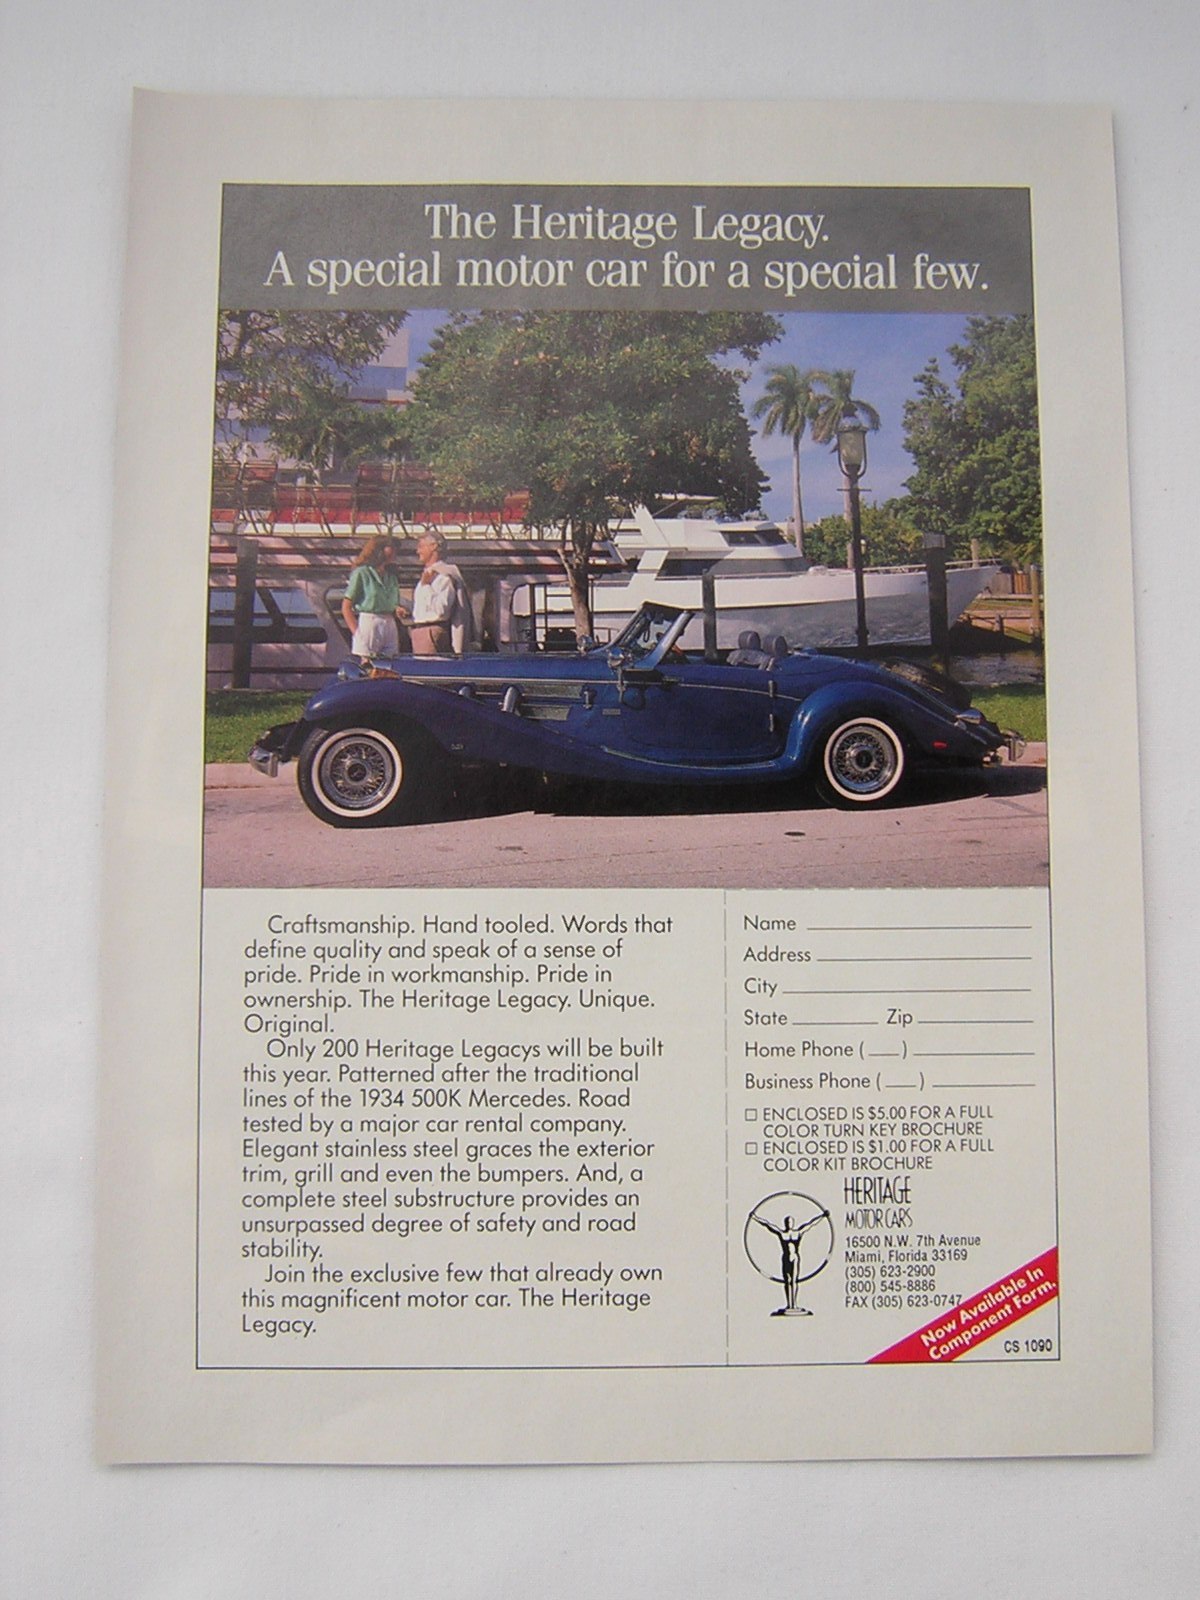 The Heritage Legacy.
A special motor car for a special few.
Craftsmanship. Hand tooled. Words that
define quality and speak of a sense of
pride. Pride in workmanship. Pride in
ownership. The Heritage Legacy. Unique.
Original.
Only 200 Heritage Legacys will be built
this year. Patterned after the traditional
lines of the 1934 500K Mercedes. Road
tested by a major car rental company.
Elegant stainless steel graces the exterior
trim, grill and even the bumpers. And, a
complete steel substructure provides an
unsurpassed degree of safety and road
stability.
Join the exclusive few that already own
this magnificent motor car. The Heritage
Legacy.
Name
Address
City
State Zip
Home Phone ( )
Business Phone ( )
ENCLOSED IS $5.00 FOR A FULL
COLOR TURN KEY BROCHURE
ENCLOSED IS $1.00 FOR A FULL
COLOR KIT BROCHURE
HERITAGE
MOTOR CARS
16500 N.W. 7th Avenue
Miami, Florida 33169
(305) 623-2900
(800) 545-8886
FAX (305) 623-0747
Now Available In
Component Form.
CS 1090